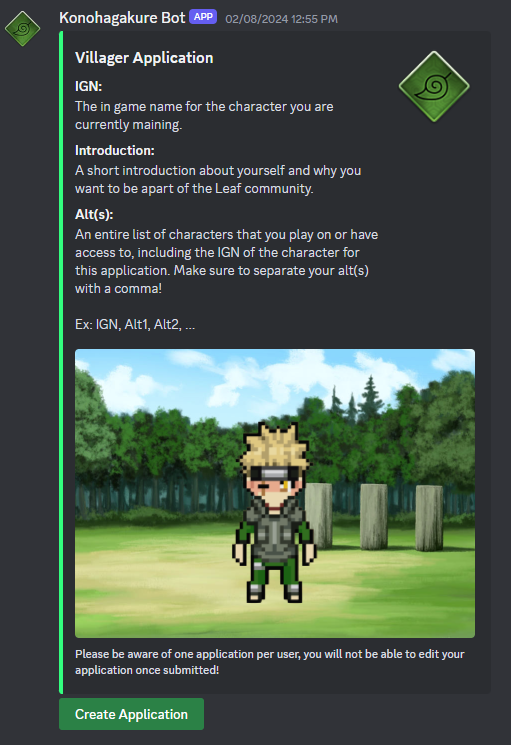 Konohagakure Bot APP 02/08/2024 12:55 PM
Villager Application
IGN:
The in game name for the character you are
currently maining.
Introduction:
A short introduction about yourself and why you
want to be apart of the Leaf community.
Alt(s):
An entire list of characters that you play on or have
access to, including the IGN of the character for
this application. Make sure to separate your alt(s)
with a comma!
Ex: IGN, Alt1, Alt2, ...
Please be aware of one application per user, you will not be able to edit your
application once submitted!
Create Application